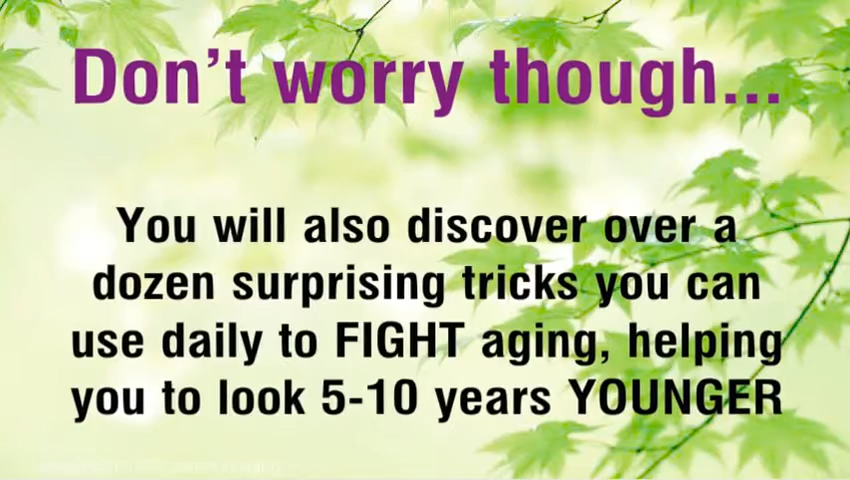 Don't worry though...
You will also discover over a
dozen surprising tricks you can
use daily to FIGHT aging, helping
you to look 5-10 years YOUNGER